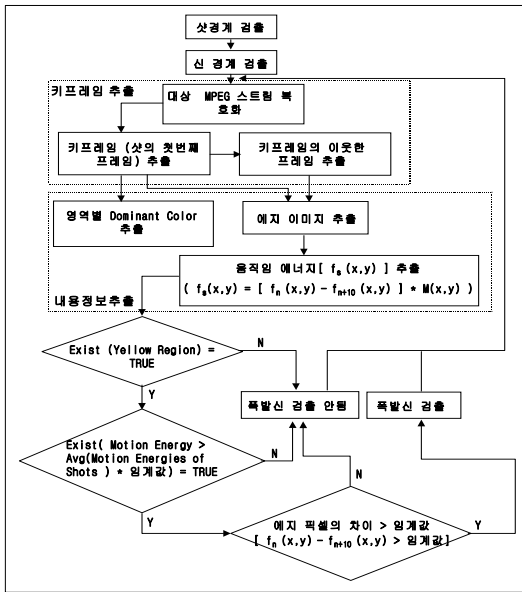 샷경계 검출
신 경계 검출
키프레임 추출
대상 MPEG 스트림 복
호화
키프레임 (샷의 첫번째
프레임) 추출
키프레임의 이웃한
프레임 추출
영역별 Dominant Color
추출
에지 이미지 추출
움직임 에너지[ fs (x,y) ] 추출
( fs(x,y) = [ fn (x,y) – fn+10 (x,y) ] * M(x,y) )
내용정보추출
Exist (Yellow Region) =
TRUE
N
Y
폭발신 검출 안됨
폭발신 검출
Exist( Motion Energy >
Avg(Motion Energies of
Shots ) * 임계값) = TRUE
N
Y
N
에지 픽셀의 차이 > 임계값
[ fn (x,y) – fn+10 (x,y) > 임계값]
Y